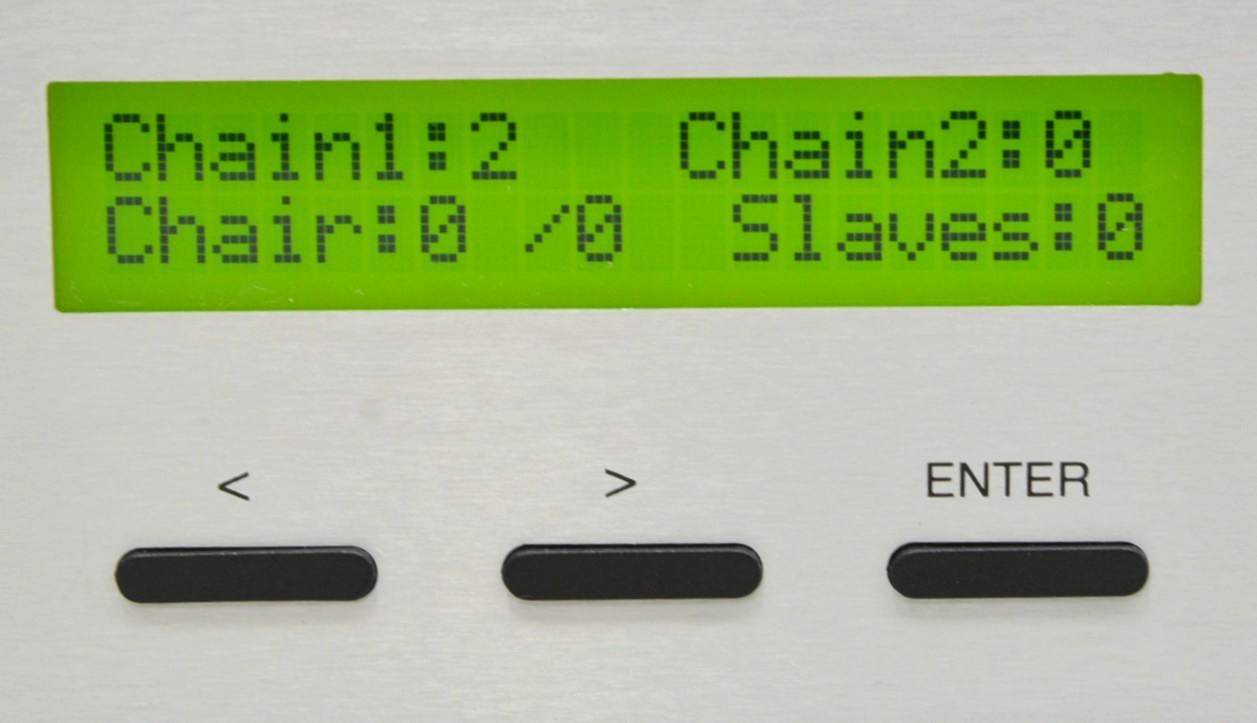 Chain1:2 Chain2:0
Chair:0 /0 Slaves:0
< > ENTER